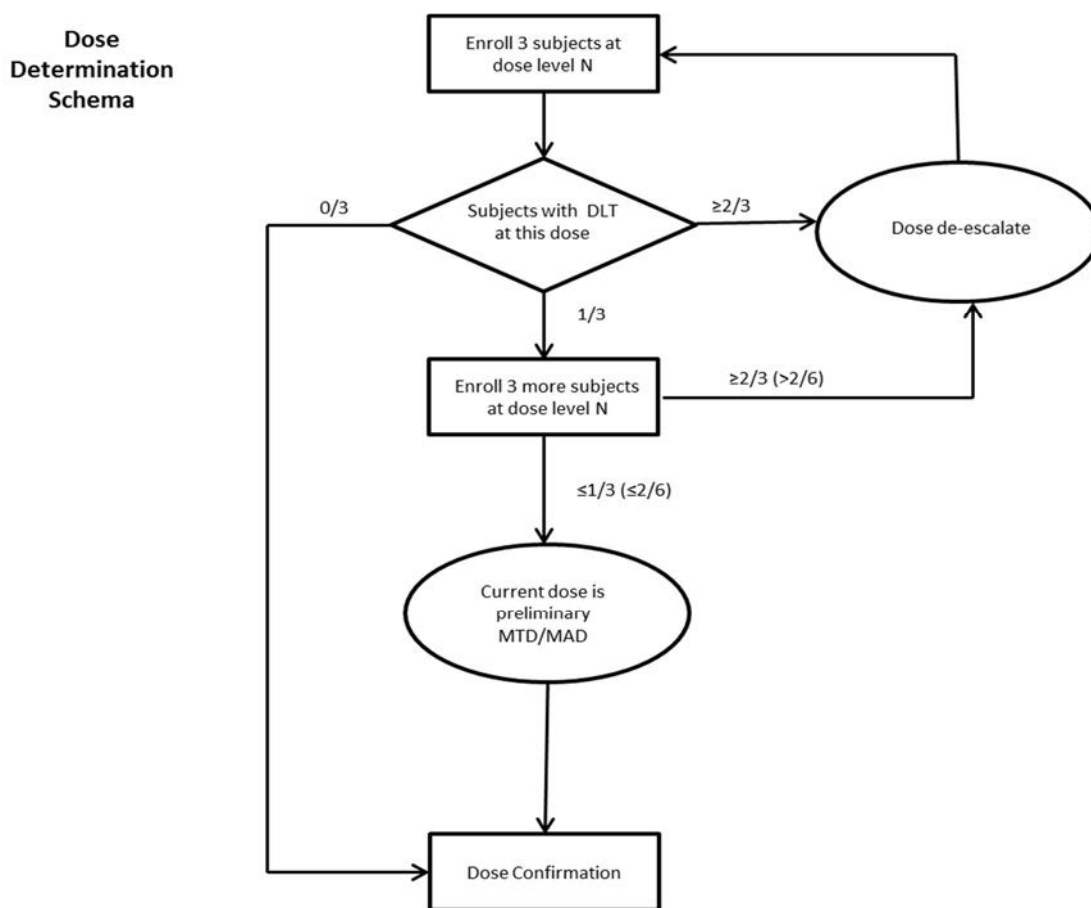 Dose
Determination
Schema
Enroll 3 subjects at
dose level N
0/3
Subjects with DLT
at this dose
≥2/3
Dose de-escalate
1/3
Enroll 3 more subjects
at dose level N
≥2/3 (>2/6)
≤1/3 (≤2/6)
Current dose is
preliminary
MTD/MAD
Dose Confirmation